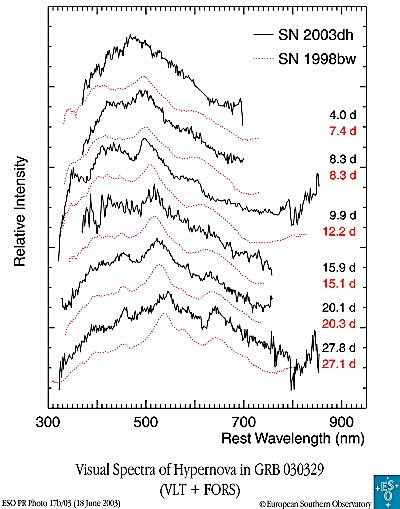 SN 2003dh
SN 1998bw
4.0 d
7.4 d
8.3 d
8.3 d
9.9 d
12.2 d
15.9 d
15.1 d
20.1 d
20.3 d
27.8 d
27.1 d
Relative Intensity
300 500 700 900
Rest Wavelength (nm)
Visual Spectra of Hypernova in GRB 030329
(VLT + FORS)
ESO PR Photo 17b/03 (18 June 2003)
©European Southern Observatory
ESO